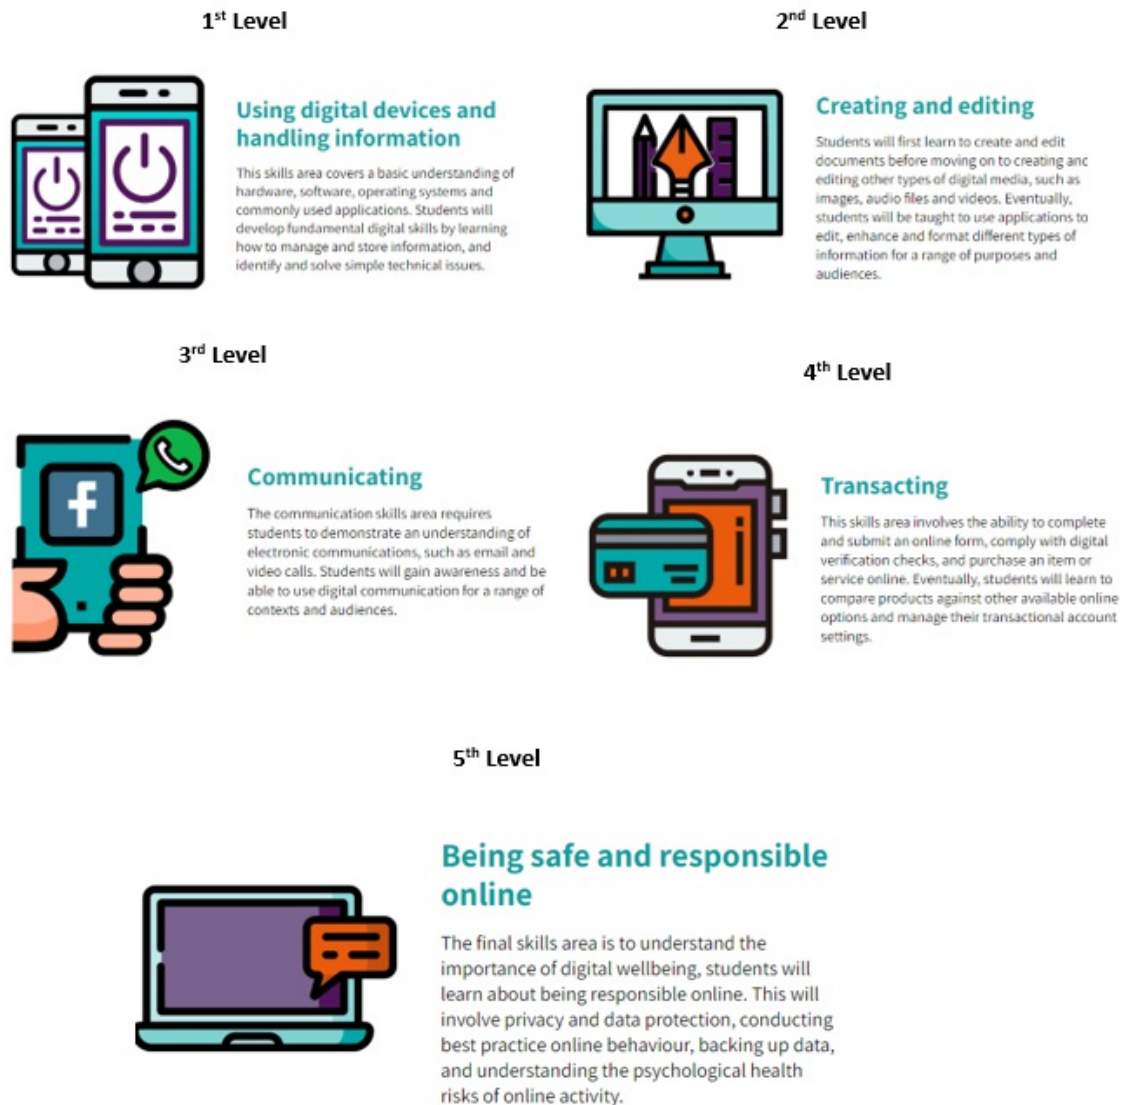 1st Level
Using digital devices and
handling information
This skills area covers a basic understanding of
hardware, software, operating systems and
commonly used applications. Students will
develop fundamental digital skills by learning
how to manage and store information, and
identify and solve simple technical issues.
2nd Level
Creating and editing
Students will first learn to create and edit
documents before moving on to creating anc
editing other types of digital media, such as
images, audio files and videos. Eventually,
students will be taught to use applications to
edit, enhance and format different types of
information for a range of purposes and
audiences.
3rd Level
f
Communicating
The communication skills area requires
students to demonstrate an understanding of
electronic communications, such as email and
video calls. Students will gain awareness and be
able to use digital communication for a range of
contexts and audiences.
4th Level
Transacting
This skills area involves the ability to complete
and submit an online form, comply with digital
verification checks, and purchase an item or
service online. Eventually, students will learn to
compare products against other available online
options and manage their transactional account
settings.
5th Level
Being safe and responsible
online
The final skills area is to understand the
importance of digital wellbeing, students will
learn about being responsible online. This will
involve privacy and data protection, conducting
best practice online behaviour, backing up data,
and understanding the psychological health
risks of online activity.